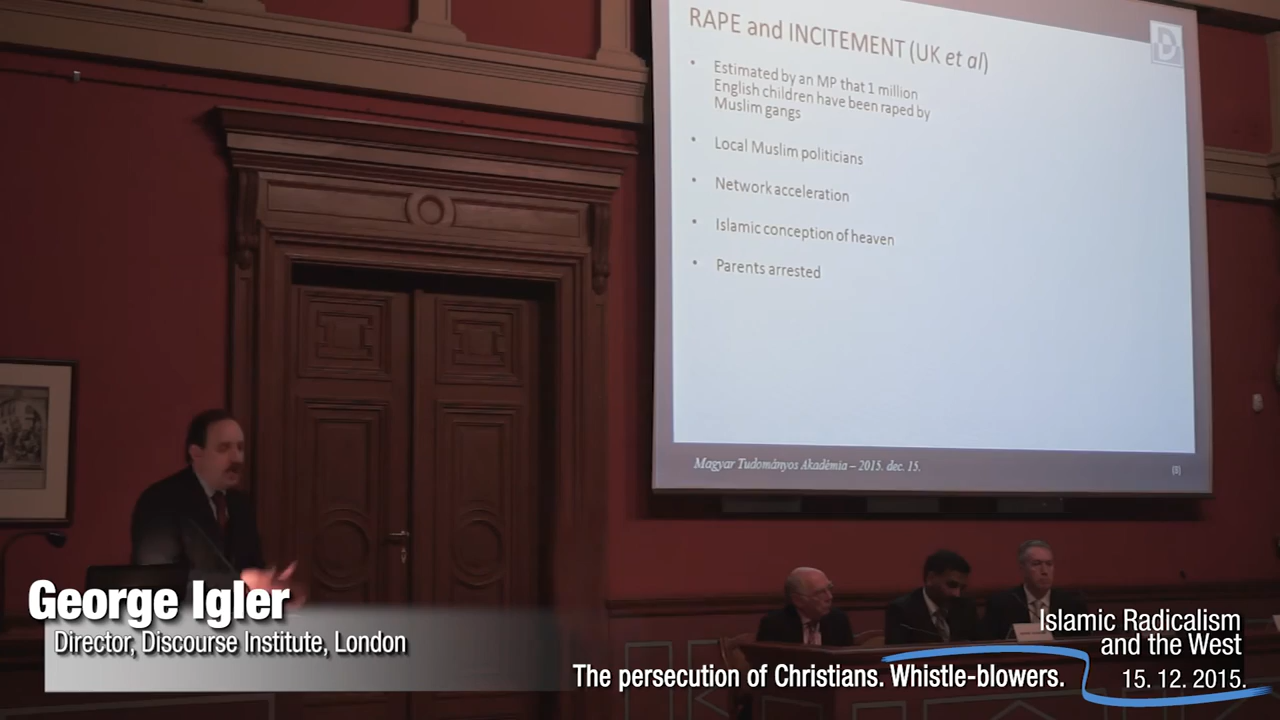 RAPE and INCITEMENT (UK et al)
• Estimated by an MP that 1 million
English children have been raped by
Muslim gangs
• Local Muslim politicians
• Network acceleration
• Islamic conception of heaven
• Parents arrested
Magyar Tudományos Akadémia – 2015. dec. 15.
(8)
George Igler
Director, Discourse Institute, London
Islamic Radicalism
and the West
The persecution of Christians. Whistle-blowers.
15. 12. 2015.